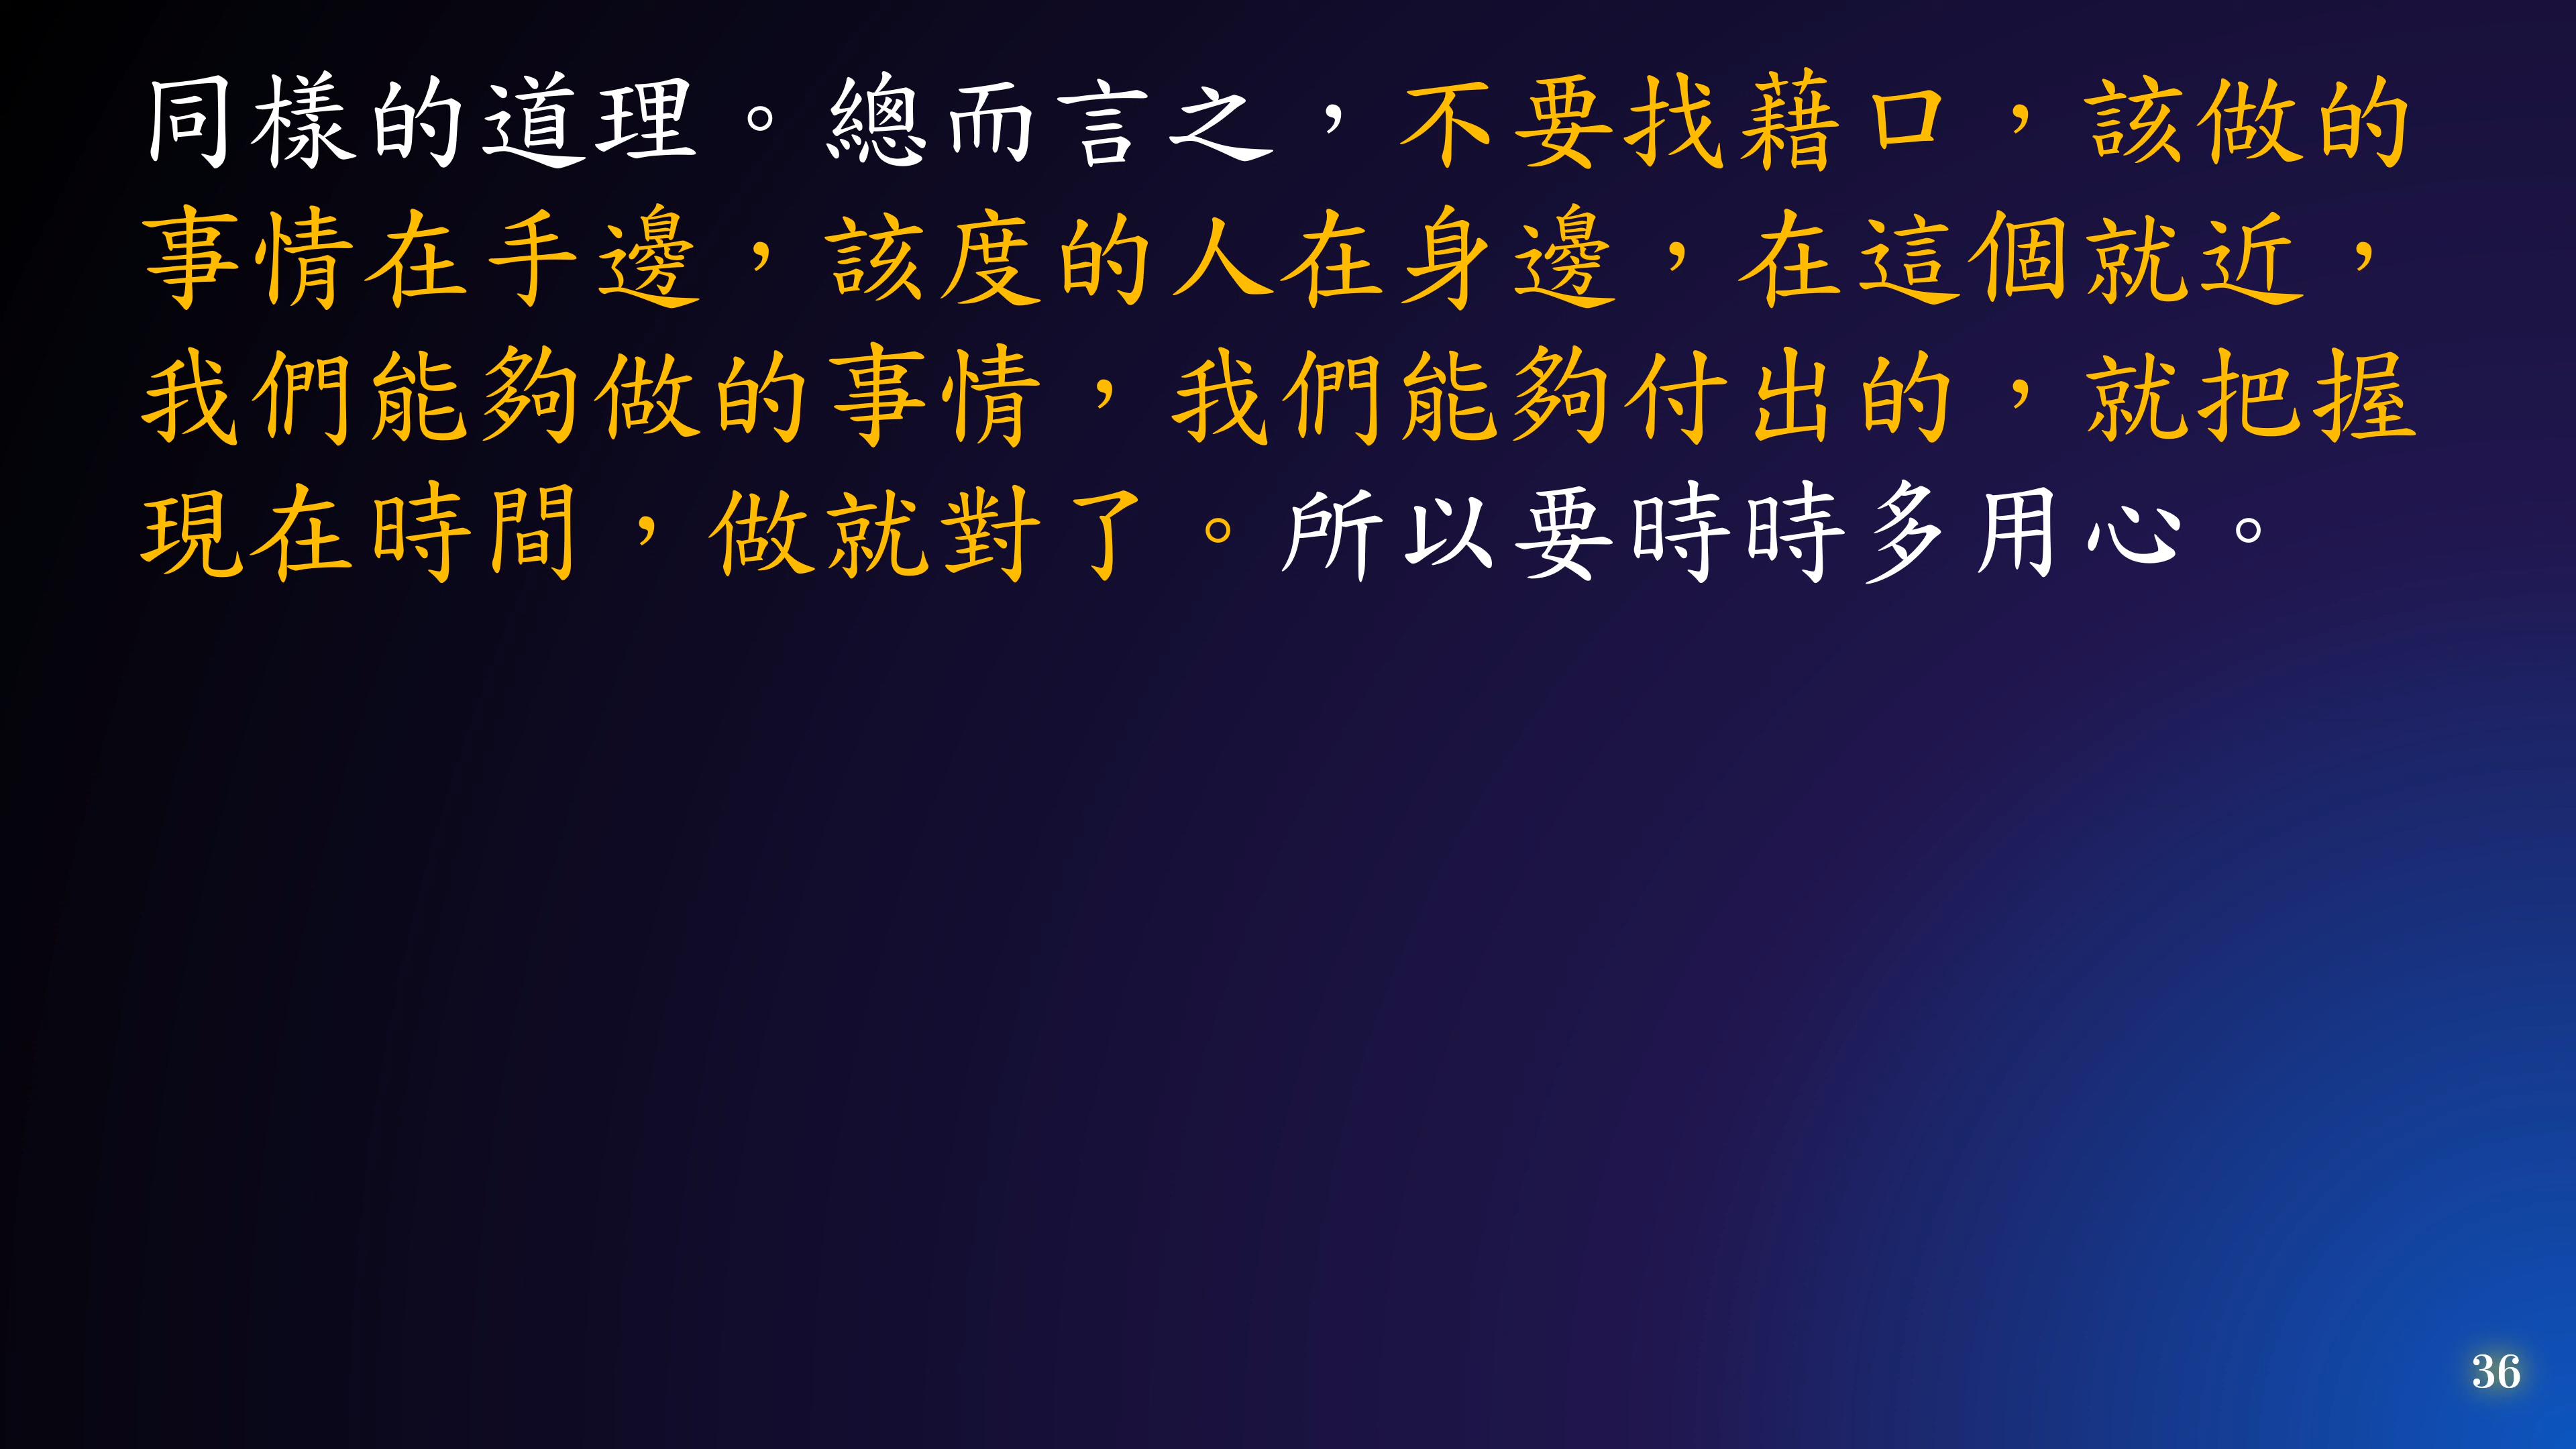 同樣的道理。總而言之，不要找藉口，該做的
事情在手邊，該度的人在身邊，在這個就近，
我們能夠做的事情，我們能夠付出的，就把握
現在時間，做就對了。所以要時時多用心。
36